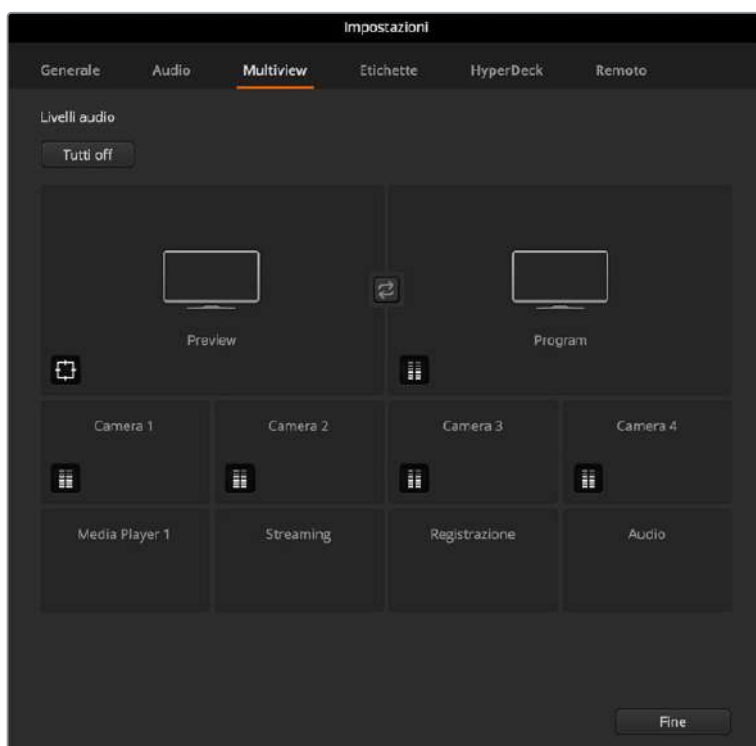 Impostazioni
Generale Audio Multiview Etichette HyperDeck Remoto
Livelli audio
Tutti off
Preview Program
Camera 1 Camera 2 Camera 3 Camera 4
Media Player 1 Streaming Registrazione Audio
Fine